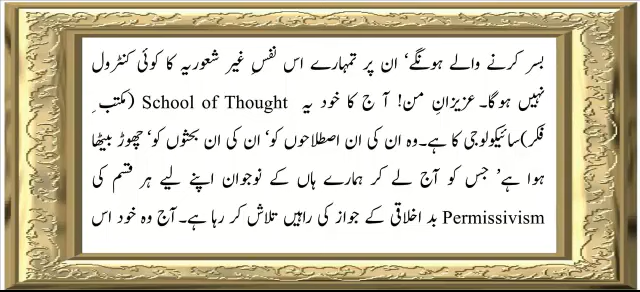 بسر کرنے والے ہونگے‘ ان پر تمہارے اس نفسِ غیر شعوریہ کا کوئی کنٹرول
نہیں ہوگا۔ عزیزانِ من! آ ج کا خود یہ School of Thought (مکتبِ
فکر)سائیکولوجی کا ہے۔وہ ان کی ان اصطلاحوں کو‘ ان کی ان بحثوں کو‘ چھوڑ بیٹھا
ہوا ہے‘ جس کو آج لے کر ہمارے ہاں کے نوجوان اپنے لیے ہر قسم کی
Permissivism بد اخلاقی کے جواز کی راہیں تلاش کر رہا ہے۔آج وہ خود اس